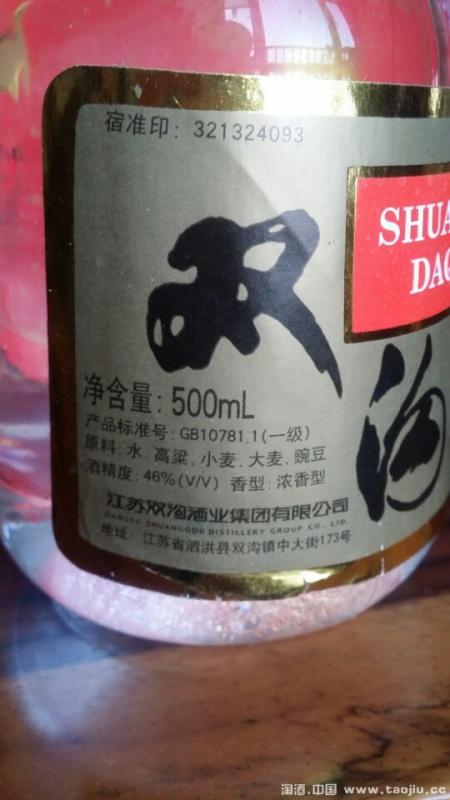 宿准印：321324093
双沟
SHUA
DAQ
净含量：500mL
产品标准号：GB10781.1(一级)
原料：水、高粱、小麦、大麦、豌豆
酒精度：46%(V/V) 香型：浓香型
江苏双沟酒业集团有限公司
JIANGSU SHUANGGOU DISTILLERY GROUP CO., LTD.
地址：江苏省泗洪县双沟镇中大街173号
淘酒.中国 www.taojiu.cc